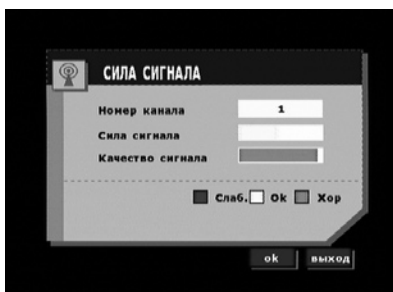 СИЛА СИГНАЛА
Номер канала 1
Сила сигнала
Качество сигнала
Слаб. Ok Хор
ok выход